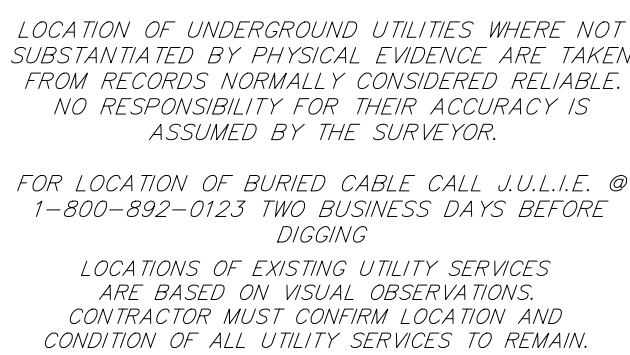 LOCATION OF UNDERGROUND UTILITIES WHERE NOT
SUBSTANTIATED BY PHYSICAL EVIDENCE ARE TAKEN
FROM RECORDS NORMALLY CONSIDERED RELIABLE.
NO RESPONSIBILITY FOR THEIR ACCURACY IS
ASSUMED BY THE SURVEYOR.
FOR LOCATION OF BURIED CABLE CALL J.U.L.I.E. @
1-800-892-0123 TWO BUSINESS DAYS BEFORE
DIGGING
LOCATIONS OF EXISTING UTILITY SERVICES
ARE BASED ON VISUAL OBSERVATIONS.
CONTRACTOR MUST CONFIRM LOCATION AND
CONDITION OF ALL UTILITY SERVICES TO REMAIN.